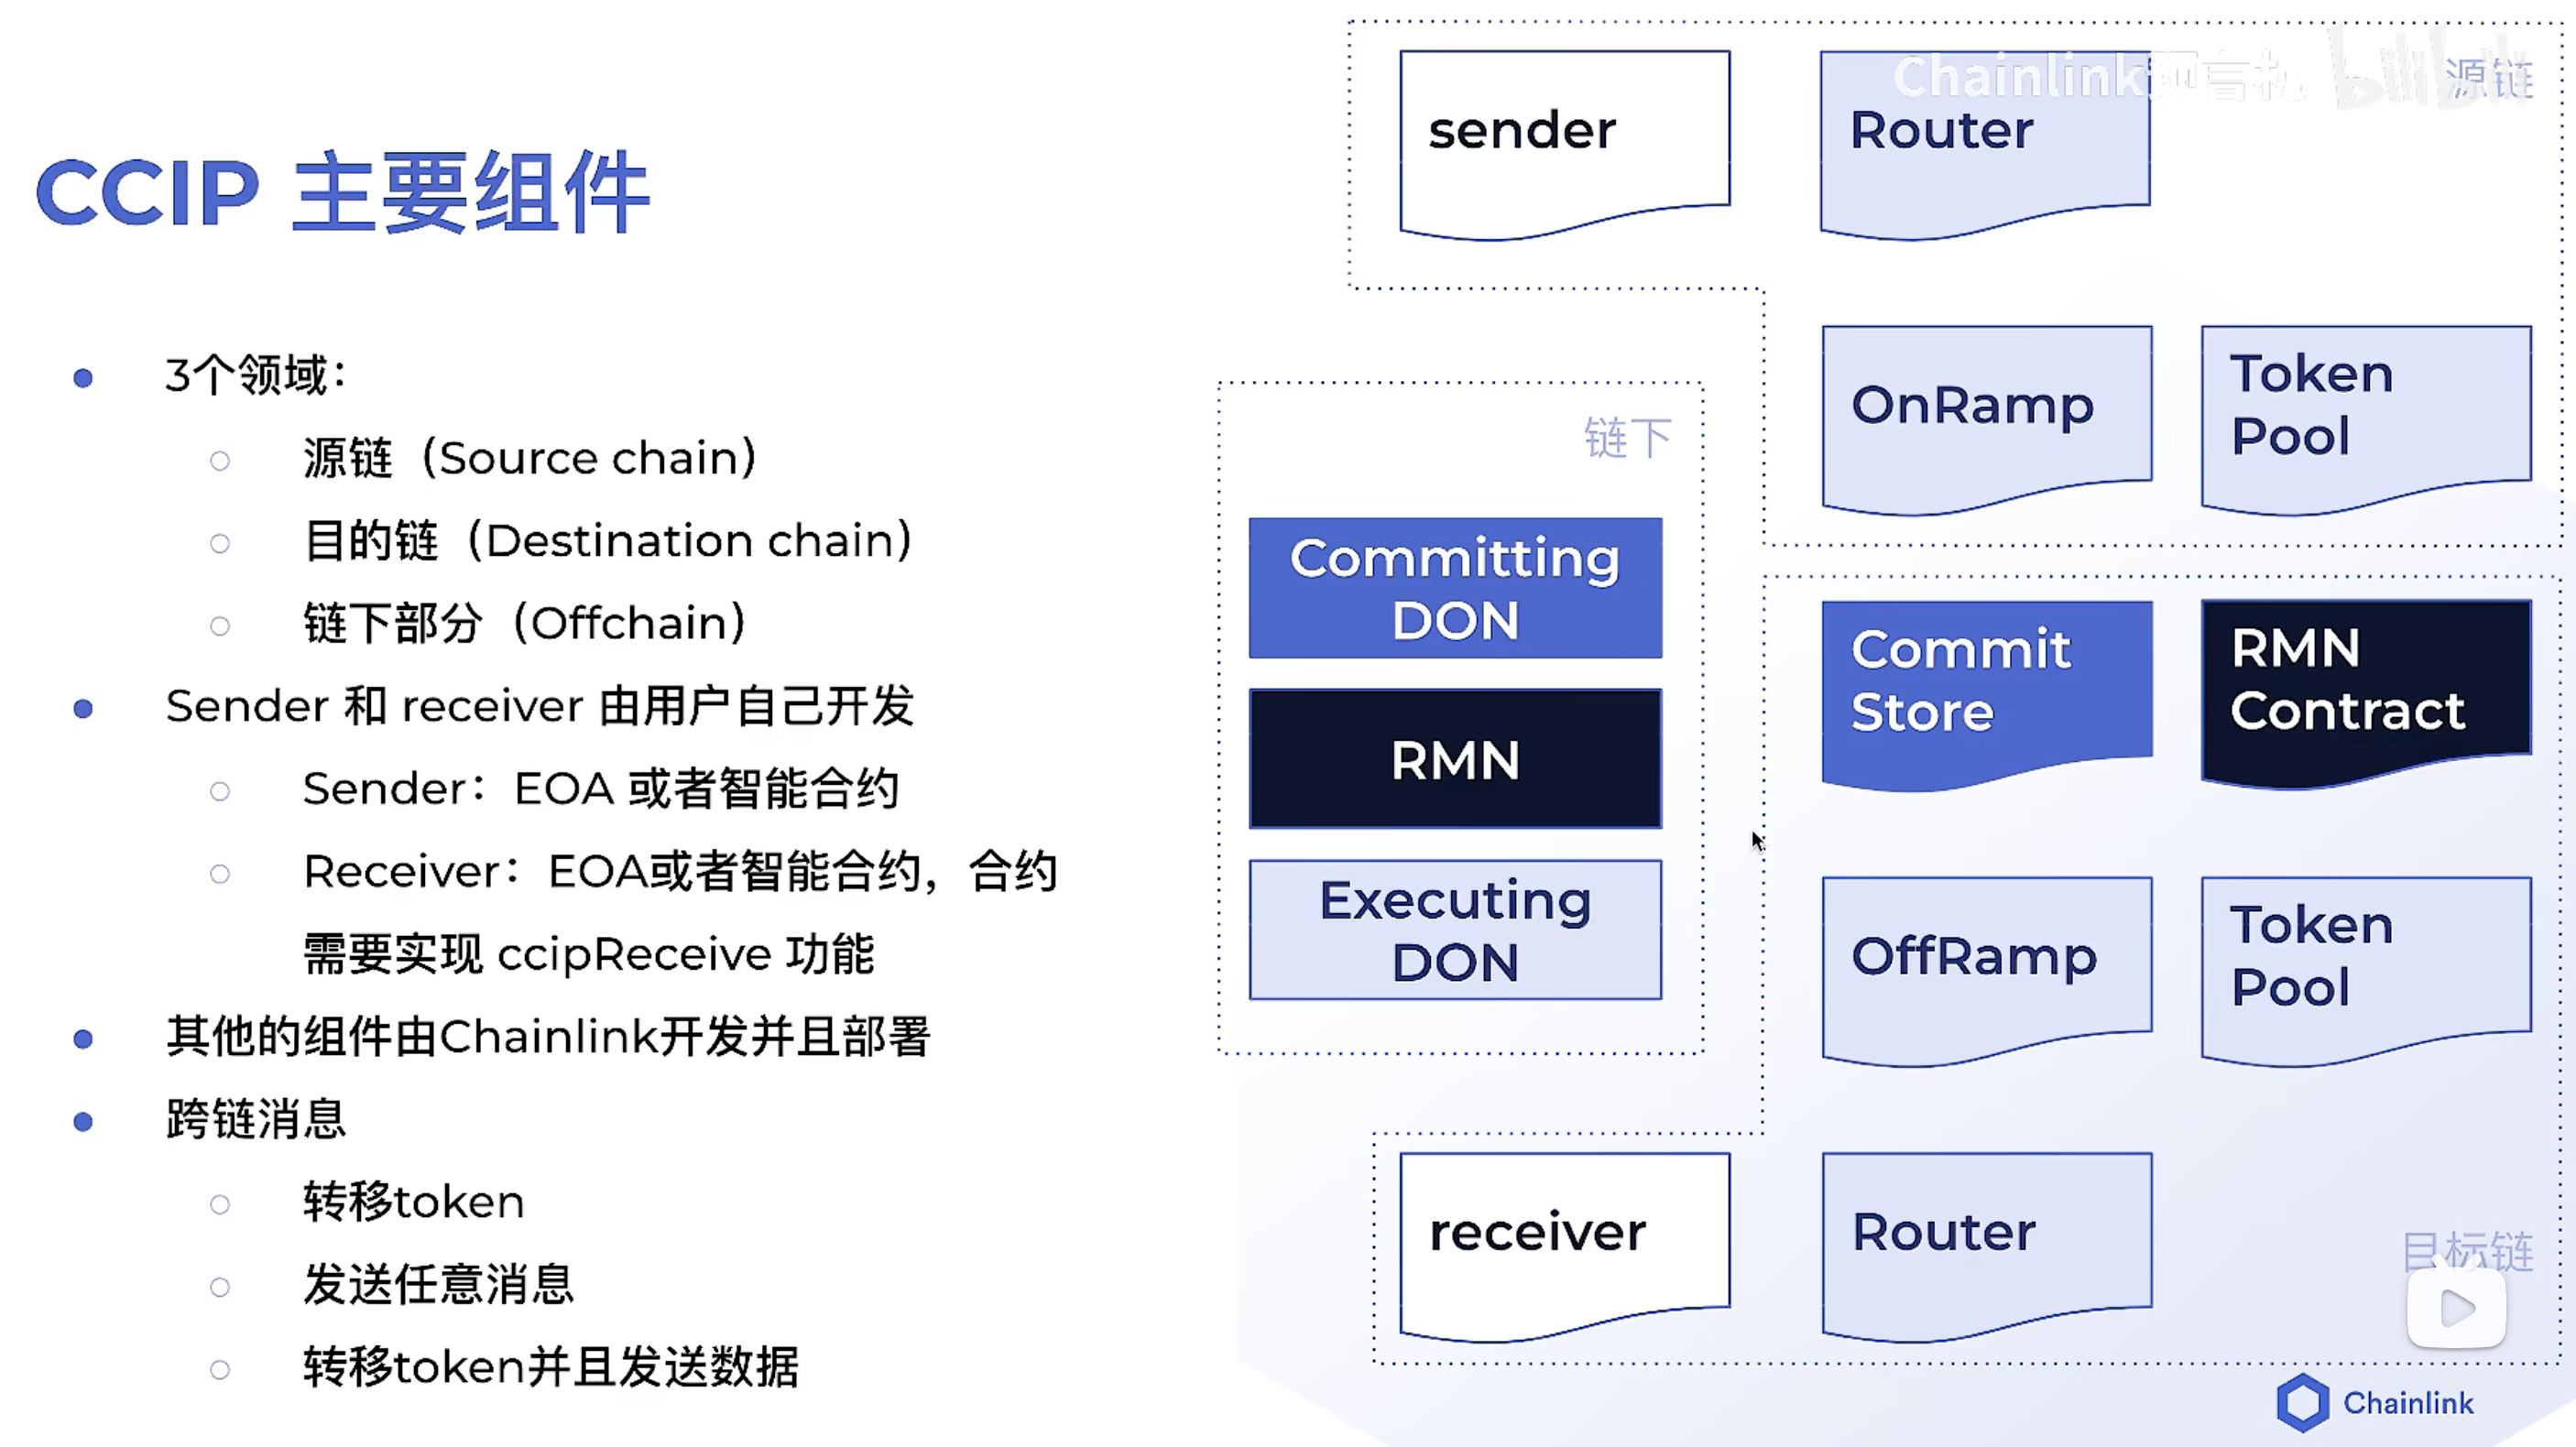 CCIP 主要组件
3个领域：
源链（Source chain）
目的链（Destination chain）
链下部分（Offchain）
Sender 和 receiver 由用户自己开发
Sender：EOA 或者智能合约
Receiver：EOA或者智能合约，合约
需要实现 ccipReceive 功能
其他的组件由Chainlink开发并且部署
跨链消息
转移token
发送任意消息
转移token并且发送数据
Chainlink预言机
bilibili
源链
sender
Router
OnRamp
Token
Pool
链下
Committing
DON
RMN
Executing
DON
Commit
Store
RMN
Contract
OffRamp
Token
Pool
receiver
Router
目标链
Chainlink